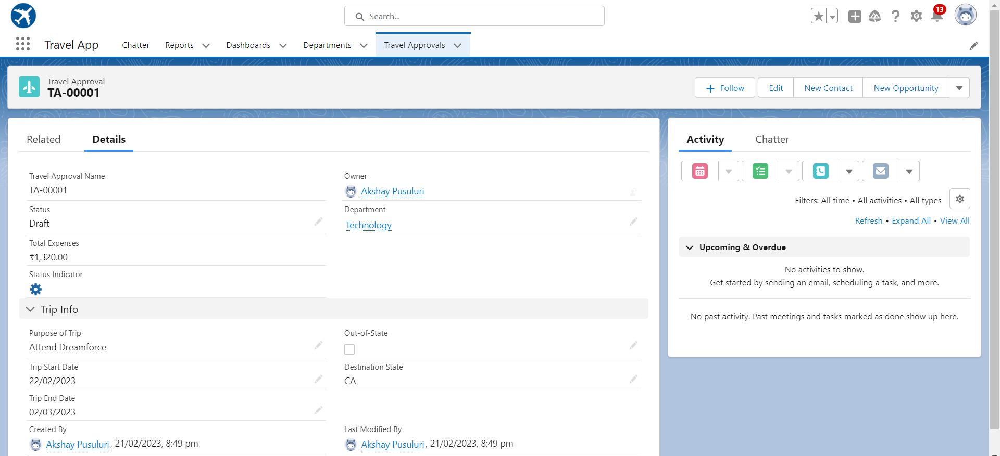 Search...
13
Travel App
Chatter
Reports
Dashboards
Departments
Travel Approvals
Travel Approval
TA-00001
Follow
Edit
New Contact
New Opportunity
Related
Details
Travel Approval Name
TA-00001
Owner
Akshay Pusuluri
Status
Draft
Department
Technology
Total Expenses
₹1,320.00
Status Indicator
Trip Info
Purpose of Trip
Attend Dreamforce
Out-of-State
Trip Start Date
22/02/2023
Destination State
CA
Trip End Date
02/03/2023
Created By
Akshay Pusuluri, 21/02/2023, 8:49 pm
Last Modified By
Akshay Pusuluri, 21/02/2023, 8:49 pm
Activity
Chatter
Filters: All time • All activities • All types
Refresh • Expand All • View All
Upcoming & Overdue
No activities to show.
Get started by sending an email, scheduling a task, and more.
No past activity. Past meetings and tasks marked as done show up here.